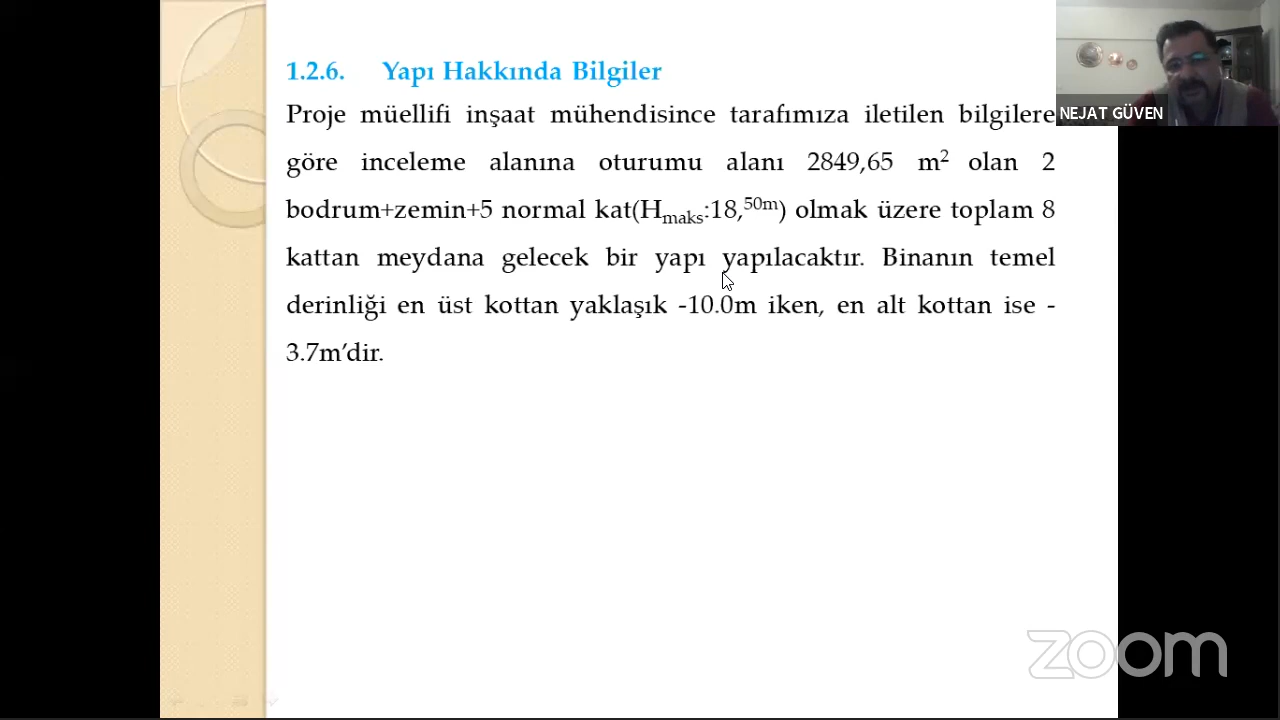 1.2.6. Yapı Hakkında Bilgiler
Proje müellifi inşaat mühendisince tarafımıza iletilen bilgilere
göre inceleme alanına oturumu alanı 2849,65 m² olan 2
bodrum+zemin+5 normal kat(Hmaks:18,50m) olmak üzere toplam 8
kattan meydana gelecek bir yapı yapılacaktır. Binanın temel
derinliği en üst kottan yaklaşık -10.0m iken, en alt kottan ise -
3.7m’dir.
NEJAT GÜVEN
zoom